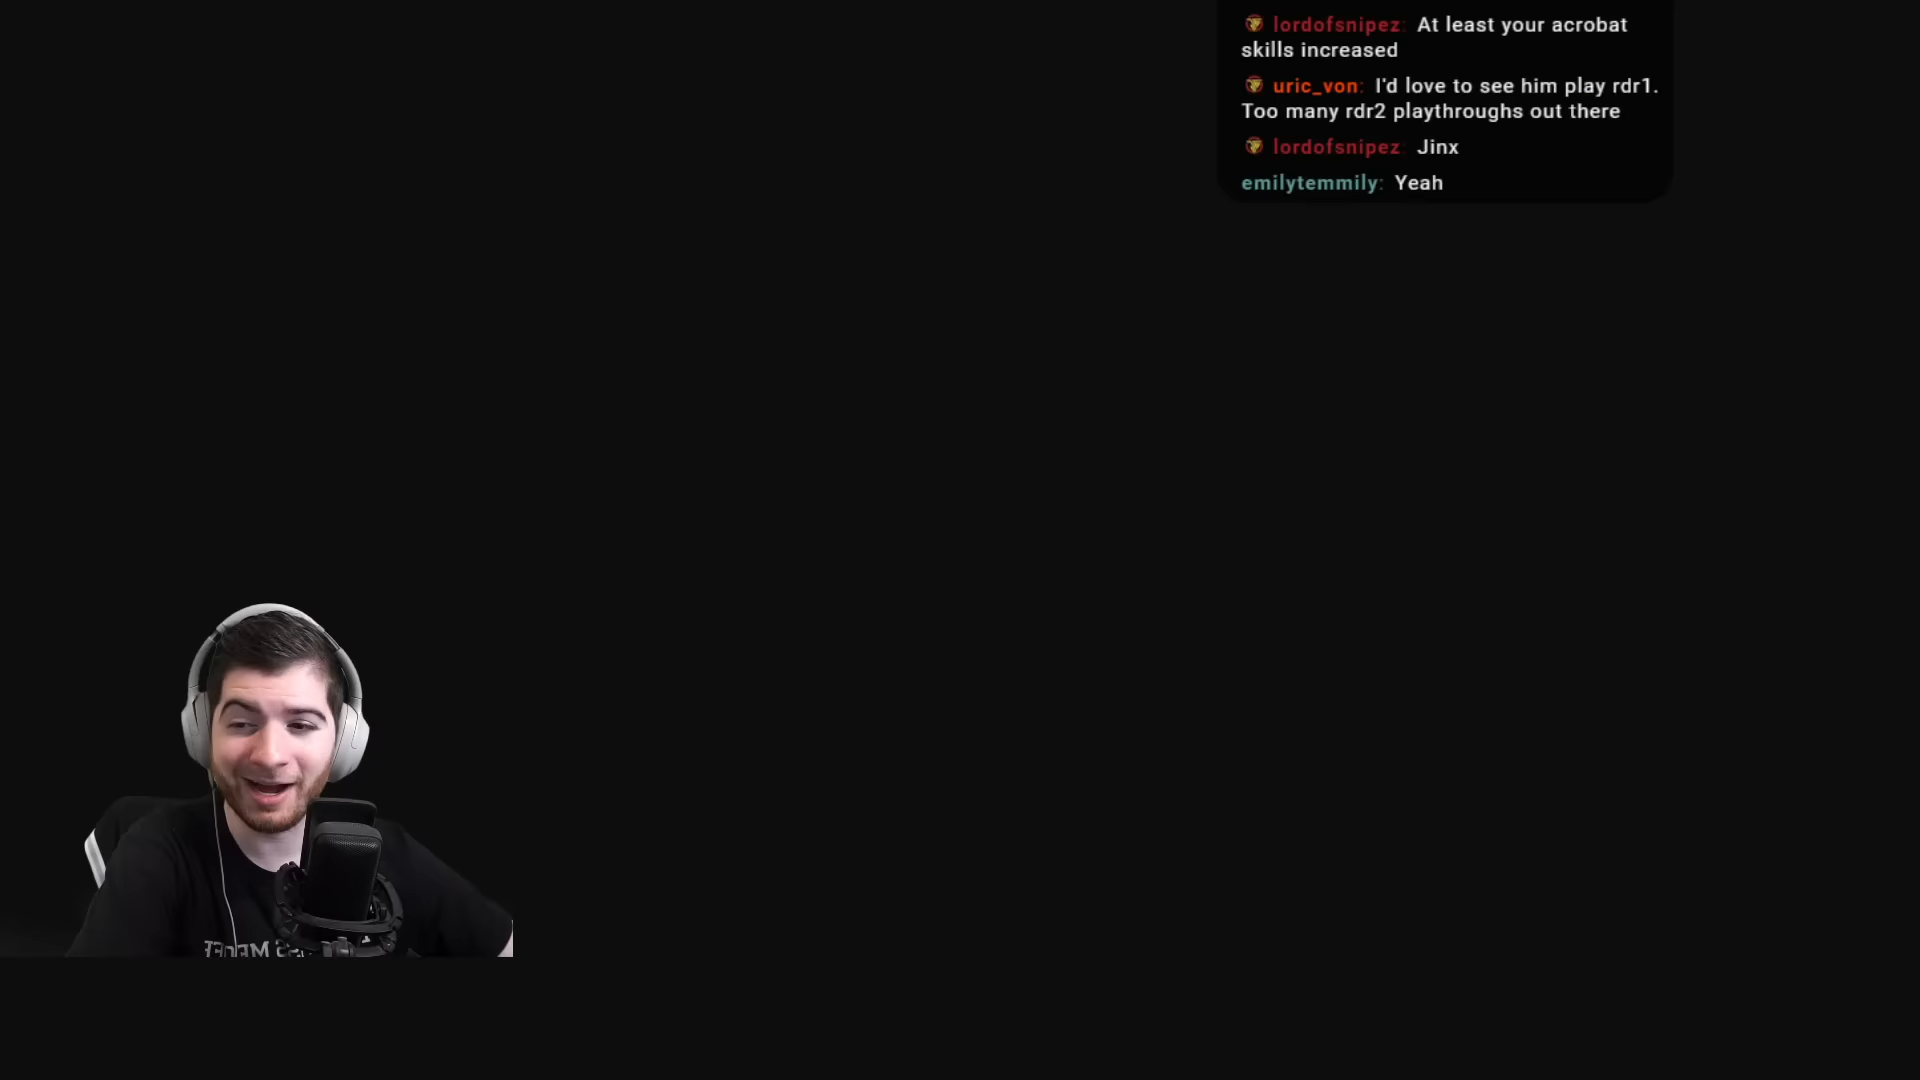 lordofsnipez: At least your acrobat
skills increased
uric_von: I'd love to see him play rdr1.
Too many rdr2 playthroughs out there
lordofsnipez: Jinx
emilytemmily: Yeah